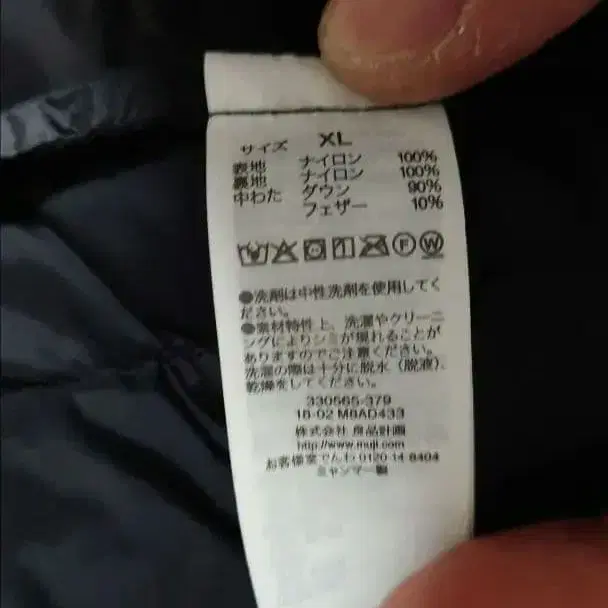 サイズ XL
表地 ナイロン 100%
裏地 ナイロン 100%
中わた ダウン 90%
フェザー 10%
F W
●洗剤は中性洗剤を使用してく
ださい。
●素材特性上、洗濯やクリーニ
ングによりシミが現れることが
ありますのでご注意ください。
洗濯の際は十分に脱水（脱液）、
乾燥をしてください。
330565-379
18-02 M8AD433
株式会社 良品計画
http://www.muji.com
お客様室でんわ 0120-14 8404
ミャンマー製